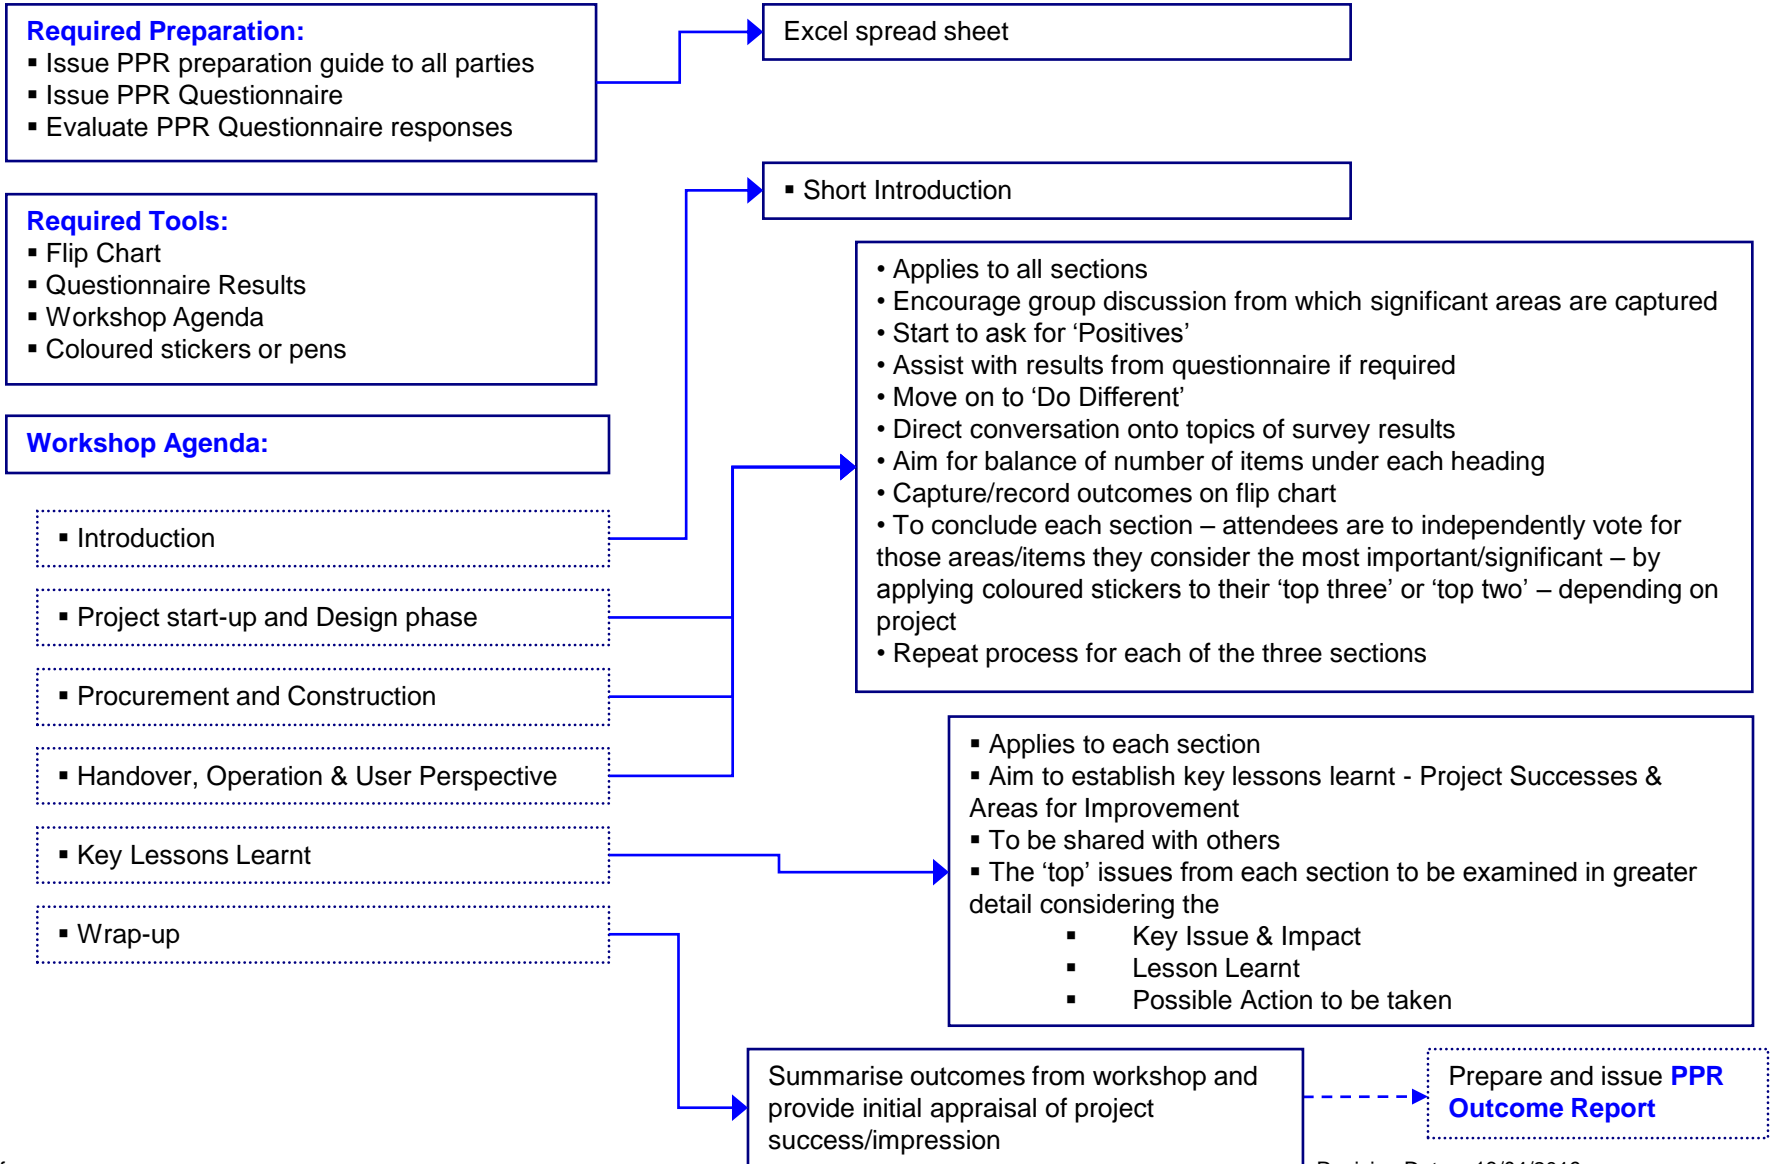 Required Preparation:
▪ Issue PPR preparation guide to all parties
▪ Issue PPR Questionnaire
▪ Evaluate PPR Questionnaire responses
Excel spread sheet
Required Tools:
▪ Flip Chart
▪ Questionnaire Results
▪ Workshop Agenda
▪ Coloured stickers or pens
▪ Short Introduction
Workshop Agenda:
▪ Introduction
▪ Project start-up and Design phase
▪ Procurement and Construction
▪ Handover, Operation & User Perspective
▪ Key Lessons Learnt
▪ Wrap-up
• Applies to all sections
• Encourage group discussion from which significant areas are captured
• Start to ask for ‘Positives’
• Assist with results from questionnaire if required
• Move on to ‘Do Different’
• Direct conversation onto topics of survey results
• Aim for balance of number of items under each heading
• Capture/record outcomes on flip chart
• To conclude each section – attendees are to independently vote for
those areas/items they consider the most important/significant – by
applying coloured stickers to their ‘top three’ or ‘top two’ – depending on
project
• Repeat process for each of the three sections
▪ Applies to each section
▪ Aim to establish key lessons learnt - Project Successes &
Areas for Improvement
▪ To be shared with others
▪ The ‘top’ issues from each section to be examined in greater
detail considering the
▪ Key Issue & Impact
▪ Lesson Learnt
▪ Possible Action to be taken
Summarise outcomes from workshop and
provide initial appraisal of project
success/impression
Prepare and issue PPR
Outcome Report